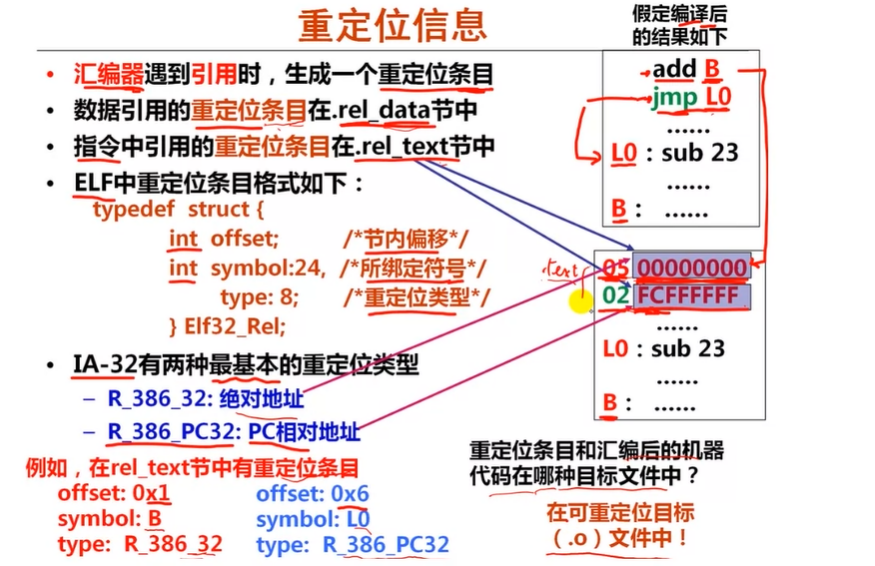 重定位信息
假定编译后
的结果如下
• 汇编器遇到引用时，生成一个重定位条目
• 数据引用的重定位条目在.rel_data节中
• 指令中引用的重定位条目在.rel_text节中
• ELF中重定位条目格式如下：
typedef struct {
int offset; /*节内偏移*/
int symbol:24, /*所绑定符号*/
type: 8; /*重定位类型*/
} Elf32_Rel;
• IA-32有两种最基本的重定位类型
– R_386_32: 绝对地址
– R_386_PC32: PC相对地址
add B
jmp L0
……
L0：sub 23
……
B： ……
text
05 00000000
02 FCFFFFFF
……
L0：sub 23
……
B： ……
例如，在rel_text节中有重定位条目
offset: 0x1 offset: 0x6
symbol: B symbol: L0
type: R_386_32 type: R_386_PC32
重定位条目和汇编后的机器
代码在哪种目标文件中？
在可重定位目标
（.o）文件中！